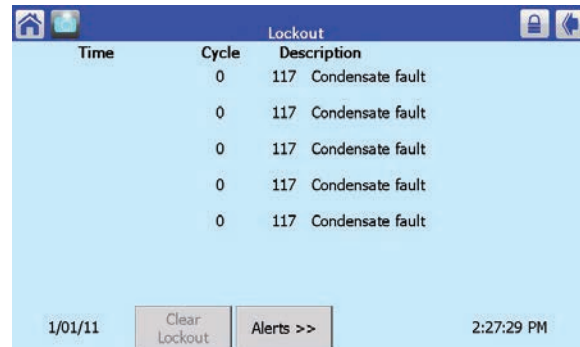 Lockout
Time Cycle Description
0 117 Condensate fault
0 117 Condensate fault
0 117 Condensate fault
0 117 Condensate fault
0 117 Condensate fault
1/01/11 Clear Lockout Alerts >> 2:27:29 PM